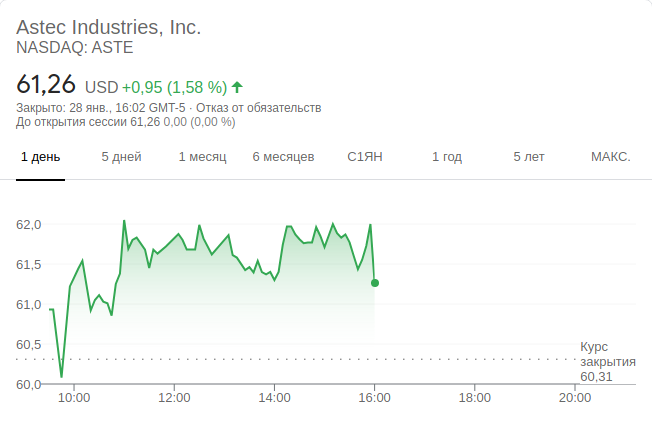 Astec Industries, Inc.
NASDAQ: ASTE
61,26 USD +0,95 (1,58 %)
Закрыто: 28 янв., 16:02 GMT-5 · Отказ от обязательств
До открытия сессии 61,26 0,00 (0,00 %)
1 день 5 дней 1 месяц 6 месяцев С1ЯН 1 год 5 лет МАКС.
62,0
61,5
61,0
60,5
Курс
закрытия
60,31
60,0
10:00 12:00 14:00 16:00 18:00 20:00